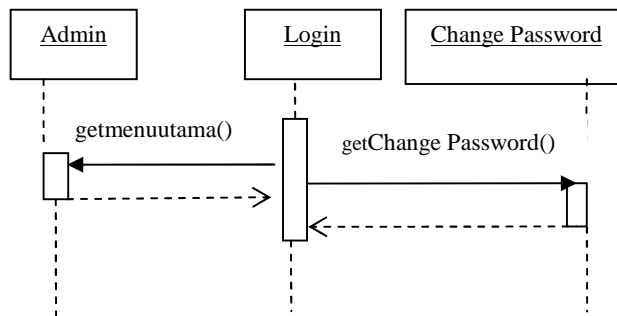 Admin
Login
Change Password
getmenuutama()
getChange Password()